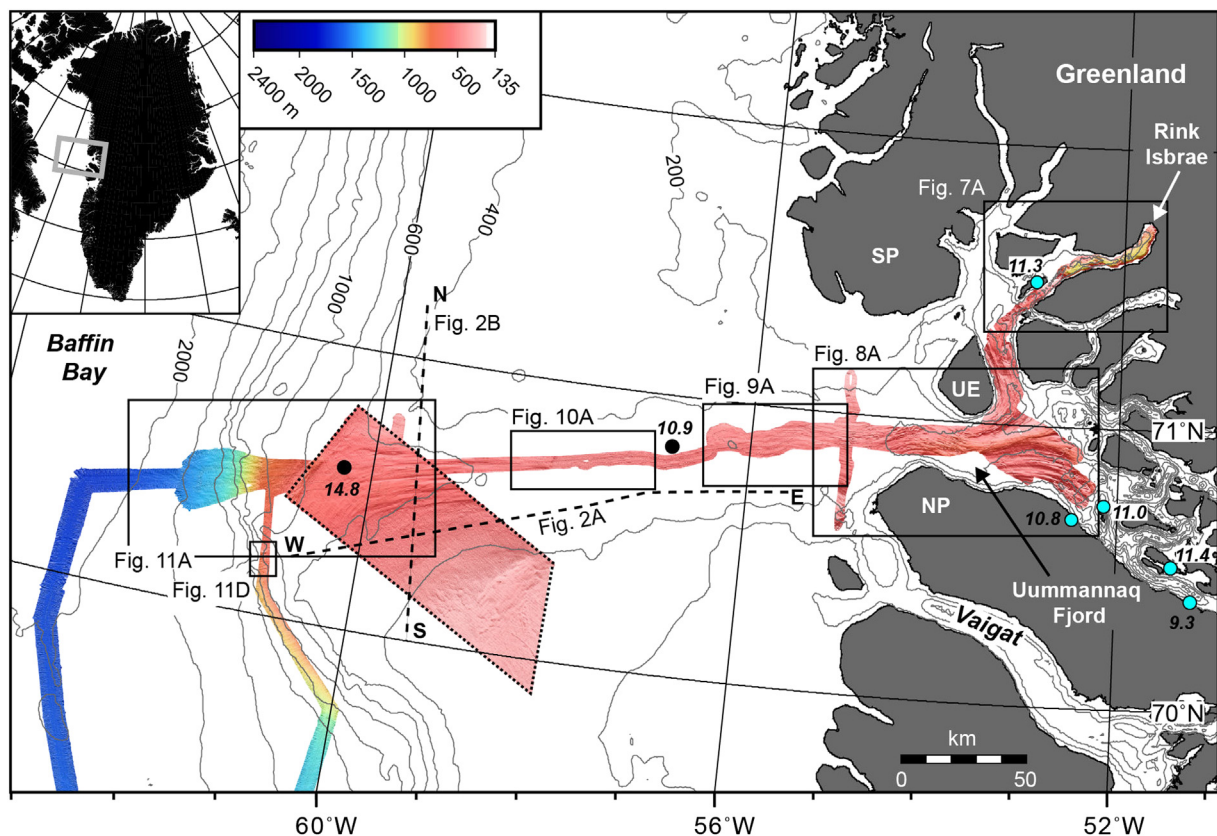 2400 m
2000
1500
1000
500
135
Greenland
Rink
Isbrae
200
Fig. 7A
400
SP
600
11.3
1000
N
Fig. 2B
Baffin
Bay
2000
Fig. 8A
UE
Fig. 9A
Fig. 10A
10.9
71°N
14.8
E
NP
11.0
10.8
Fig. 2A
W
Fig. 11A
11.4
Fig. 11D
Uummannaq
Fjord
9.3
S
Vaigat
70°N
km
0
50
60°W
56°W
52°W